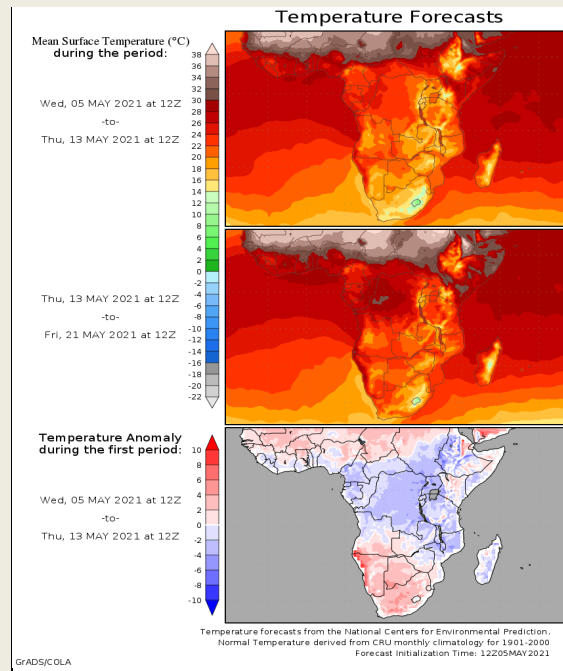 Temperature Forecasts
Mean Surface Temperature (°C)
during the period:
Wed, 05 MAY 2021 at 12Z
-to-
Thu, 13 MAY 2021 at 12Z
38
36
34
32
30
28
26
24
22
20
18
16
14
12
10
8
6
4
2
0
-2
-4
-6
-8
-10
-12
-14
-16
-18
-20
-22
Thu, 13 MAY 2021 at 12Z
-to-
Fri, 21 MAY 2021 at 12Z
Temperature Anomaly
during the first period:
Wed, 05 MAY 2021 at 12Z
-to-
Thu, 13 MAY 2021 at 12Z
10
8
6
4
2
0
-2
-4
-6
-8
-10
Temperature forecasts from the National Centers for Environmental Prediction.
Normal Temperature derived from CRU monthly climatology for 1901-2000
Forecast Initialization Time: 12Z05MAY2021
GrADS/COLA